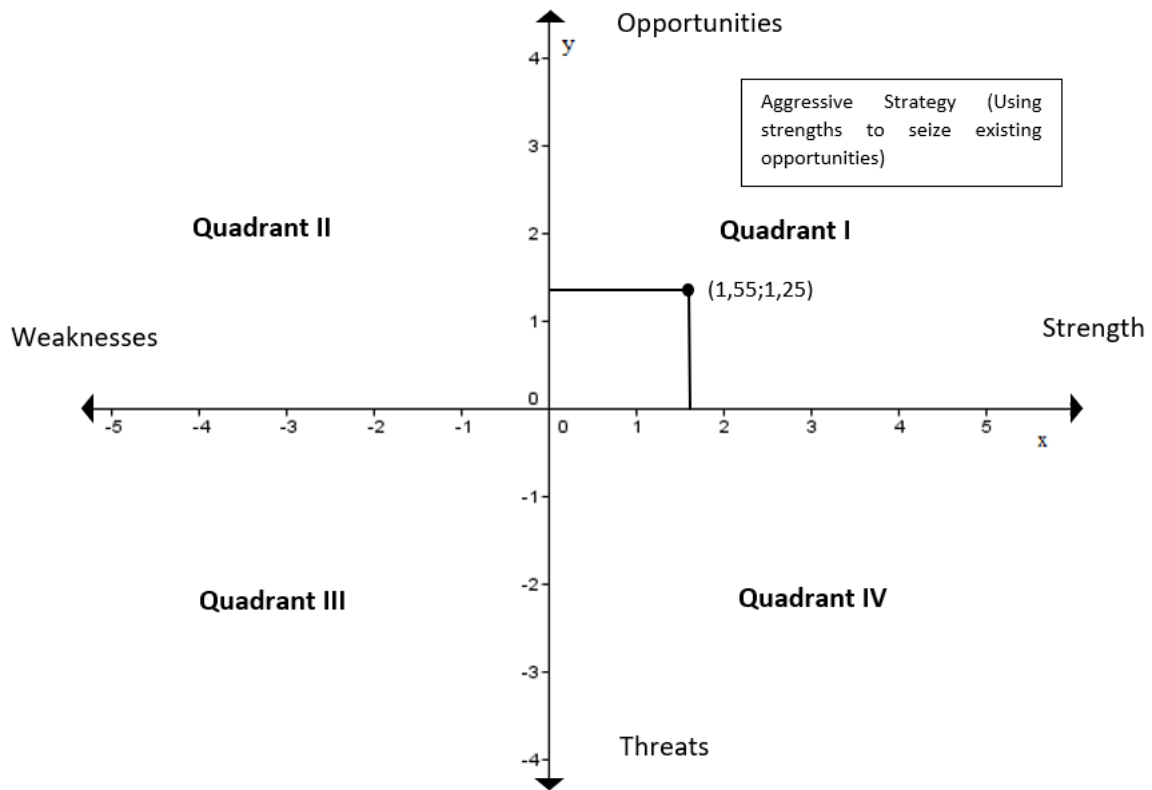 Opportunities
y
4
Aggressive Strategy (Using
strengths to seize existing
opportunities)
3
Quadrant II
2
Quadrant I
(1,55;1,25)
1
Weaknesses
Strength
0
-5 -4 -3 -2 -1 0 1 2 3 4 5
x
-1
Quadrant III
-2
Quadrant IV
-3
Threats
-4